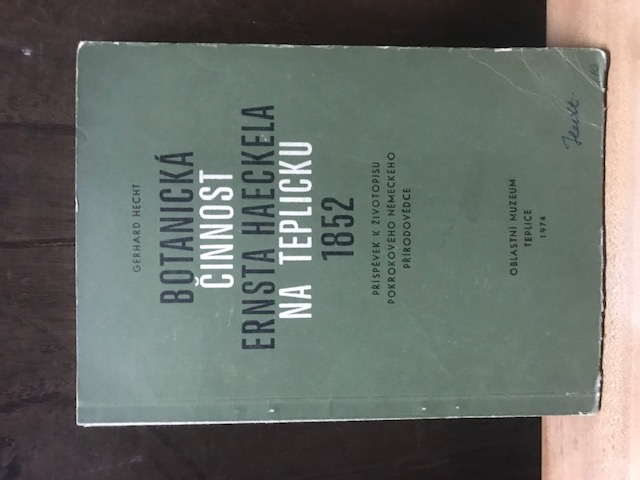 GERHARD HECHT
BOTANICKÁ
ČINNOST
ERNSTA HAECKELA
NA TEPLICKU
1852
PŘÍSPĚVEK K ŽIVOTOPISU
POKROKOVÉHO NĚMECKÉHO
PŘÍRODOVĚDCE
OBLASTNÍ MUZEUM
TEPLICE
1974